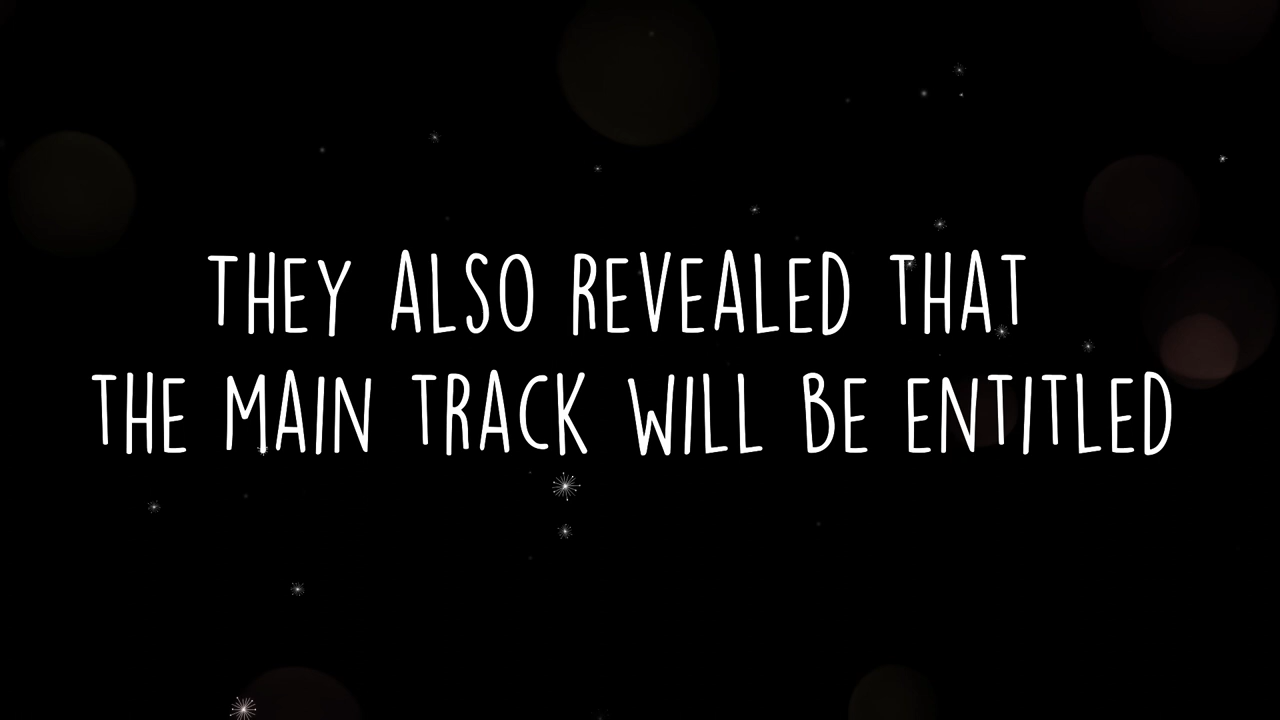 THEY ALSO REVEALED THAT
THE MAIN TRACK WILL BE ENTITLED